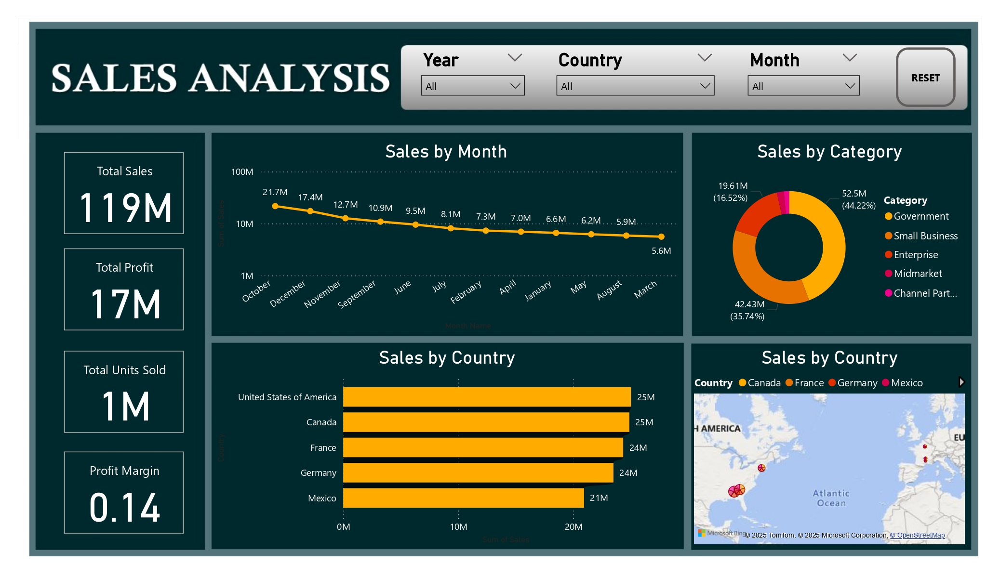 SALES ANALYSIS
Year
Country
Month
RESET
All
All
All
Total Sales
119M
Total Profit
17M
Total Units Sold
1M
Profit Margin
0.14
Sales by Month
Sum of Sales
100M
10M
1M
21.7M
17.4M
12.7M
10.9M
9.5M
8.1M
7.3M
7.0M
6.6M
6.2M
5.9M
5.6M
October
December
November
September
June
July
February
April
January
May
August
March
Month Name
Sales by Category
19.61M
(16.52%)
52.5M
(44.22%)
42.43M
(35.74%)
Category
Government
Small Business
Enterprise
Midmarket
Channel Part...
Sales by Country
Country
United States of America
25M
Canada
25M
France
24M
Germany
24M
Mexico
21M
0M
10M
20M
Sum of Sales
Sales by Country
Country Canada France Germany Mexico
H AMERICA
EU
Atlantic
Ocean
Microsoft Bing
© 2025 TomTom, © 2025 Microsoft Corporation, © OpenStreetMap